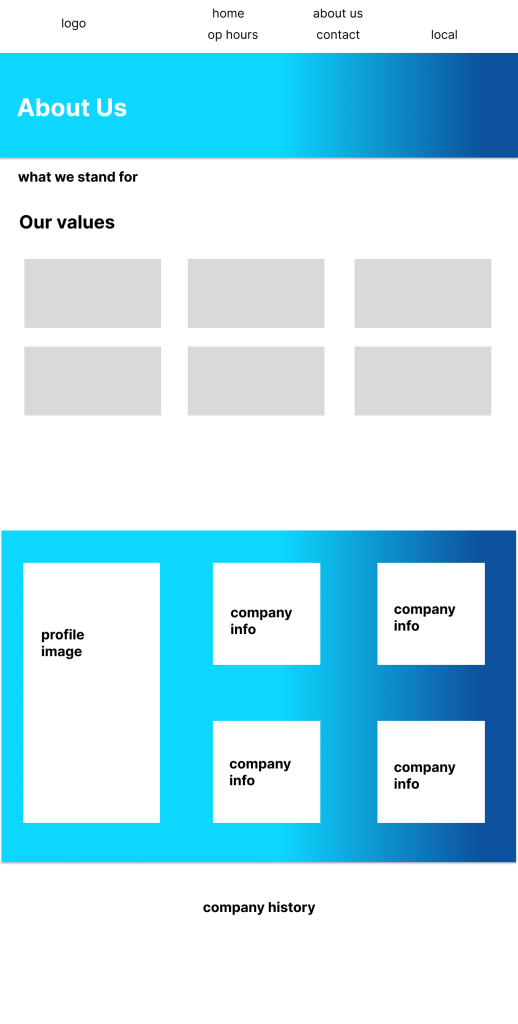 logo
home
about us
op hours
contact
local
About Us
what we stand for
Our values
profile
image
company
info
company
info
company
info
company
info
company history